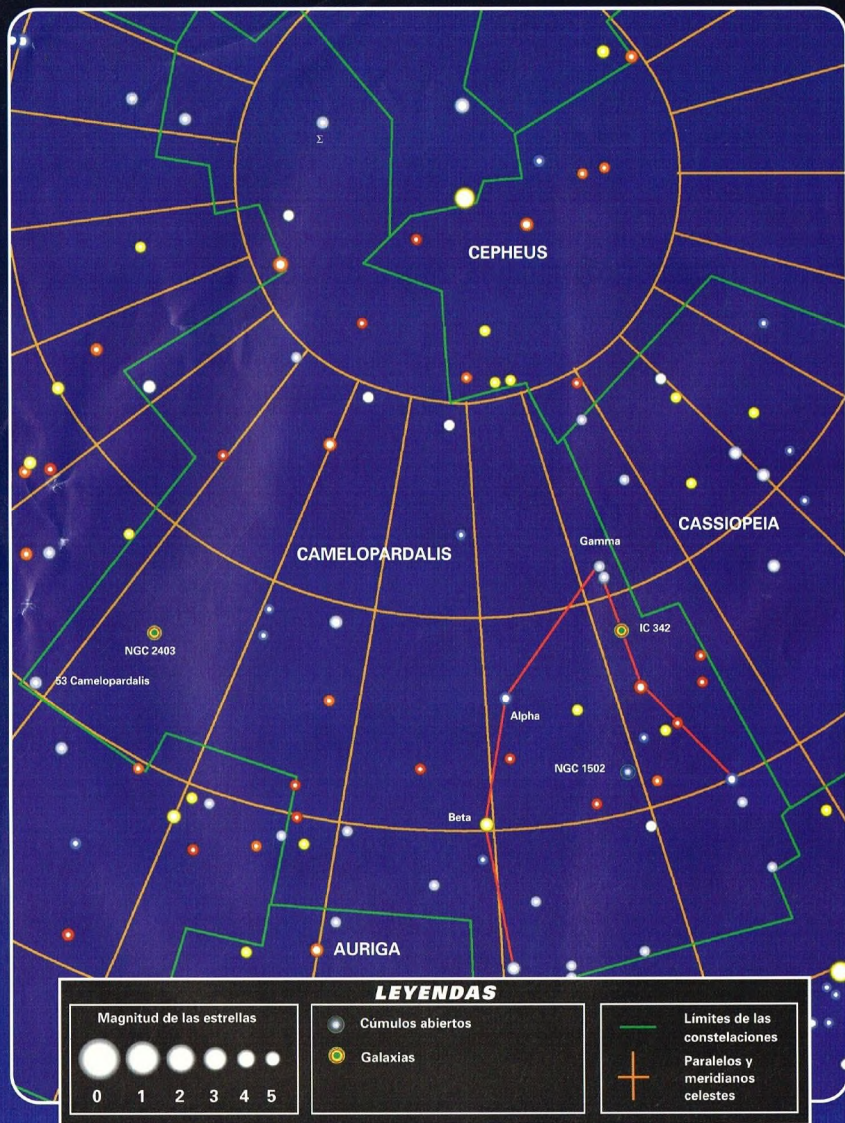 Σ
CEPHEUS
CASSIOPEIA
Gamma
CAMELOPARDALIS
IC 342
NGC 2403
53 Camelopardalis
Alpha
NGC 1502
Beta
AURIGA
LEYENDAS
Magnitud de las estrellas
0 1 2 3 4 5
Cúmulos abiertos
Galaxias
Límites de las
constelaciones
Paralelos y
meridianos
celestes